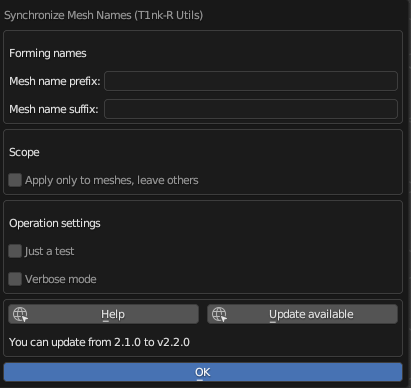 Synchronize Mesh Names (T1nk-R Utils)
Forming names
Mesh name prefix:
Mesh name suffix:
Scope
Apply only to meshes, leave others
Operation settings
Just a test
Verbose mode
Help
Update available
You can update from 2.1.0 to v2.2.0
OK